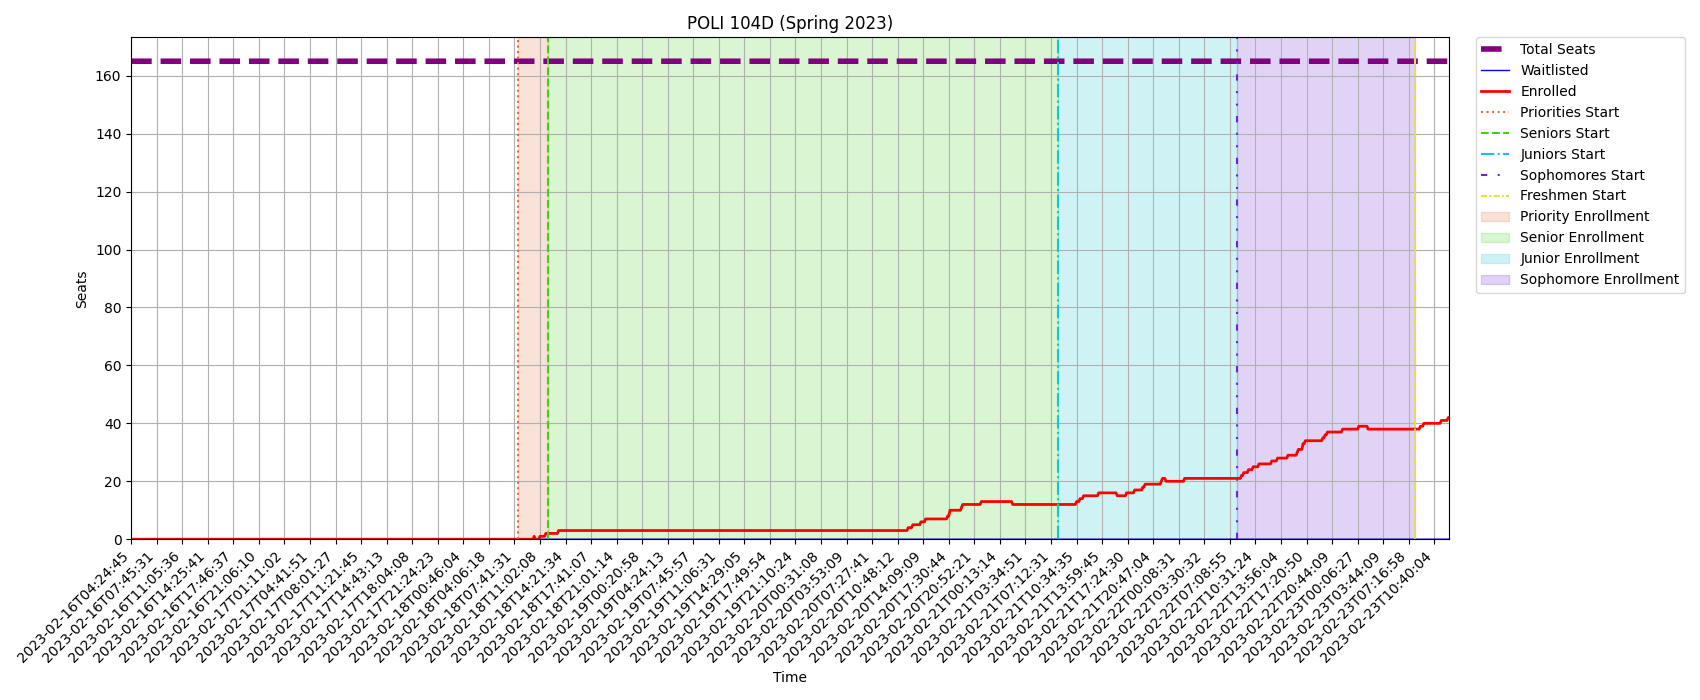 POLI 104D (Spring 2023)
Seats
160
140
120
100
80
60
40
20
0
2023-02-16T04:24:45
2023-02-16T07:45:31
2023-02-16T11:05:36
2023-02-16T14:25:41
2023-02-16T17:46:37
2023-02-16T21:06:10
2023-02-17T01:11:02
2023-02-17T04:41:51
2023-02-17T08:01:27
2023-02-17T11:21:45
2023-02-17T14:43:13
2023-02-17T18:04:08
2023-02-17T21:24:23
2023-02-18T00:46:04
2023-02-18T04:06:18
2023-02-18T07:41:31
2023-02-18T11:02:08
2023-02-18T14:21:34
2023-02-18T17:41:07
2023-02-18T21:01:14
2023-02-19T00:20:58
2023-02-19T04:24:13
2023-02-19T07:45:57
2023-02-19T11:06:31
2023-02-19T14:29:05
2023-02-19T17:49:54
2023-02-19T21:10:24
2023-02-20T00:31:09
2023-02-20T03:53:09
2023-02-20T07:27:41
2023-02-20T10:48:12
2023-02-20T14:09:09
2023-02-20T17:30:44
2023-02-20T20:52:21
2023-02-21T00:13:14
2023-02-21T03:34:51
2023-02-21T07:12:31
2023-02-21T10:34:35
2023-02-21T13:59:45
2023-02-21T17:24:30
2023-02-21T20:47:04
2023-02-22T00:08:31
2023-02-22T03:30:32
2023-02-22T07:08:55
2023-02-22T10:31:24
2023-02-22T13:56:04
2023-02-22T17:20:50
2023-02-22T20:44:09
2023-02-23T00:06:27
2023-02-23T03:44:09
2023-02-23T07:16:58
2023-02-23T10:40:04
Time
Total Seats
Waitlisted
Enrolled
Priorities Start
Seniors Start
Juniors Start
Sophomores Start
Freshmen Start
Priority Enrollment
Senior Enrollment
Junior Enrollment
Sophomore Enrollment